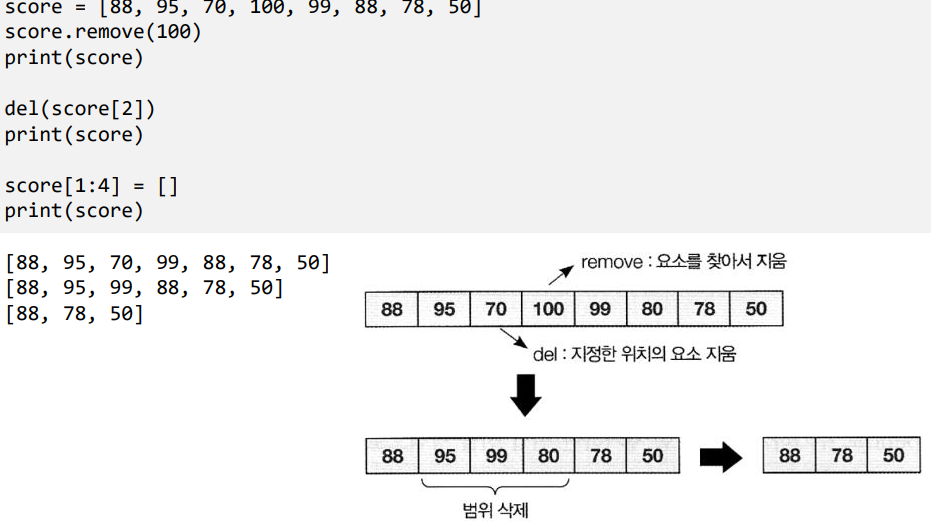 score = [88, 95, 70, 100, 99, 88, 78, 50]
score.remove(100)
print(score)
del(score[2])
print(score)
score[1:4] = []
print(score)
[88, 95, 70, 99, 88, 78, 50]
[88, 95, 99, 88, 78, 50]
[88, 78, 50]
remove : 요소를 찾아서 지움
88 95 70 100 99 80 78 50
del : 지정한 위치의 요소 지움
88 95 99 80 78 50
88 78 50
범위 삭제